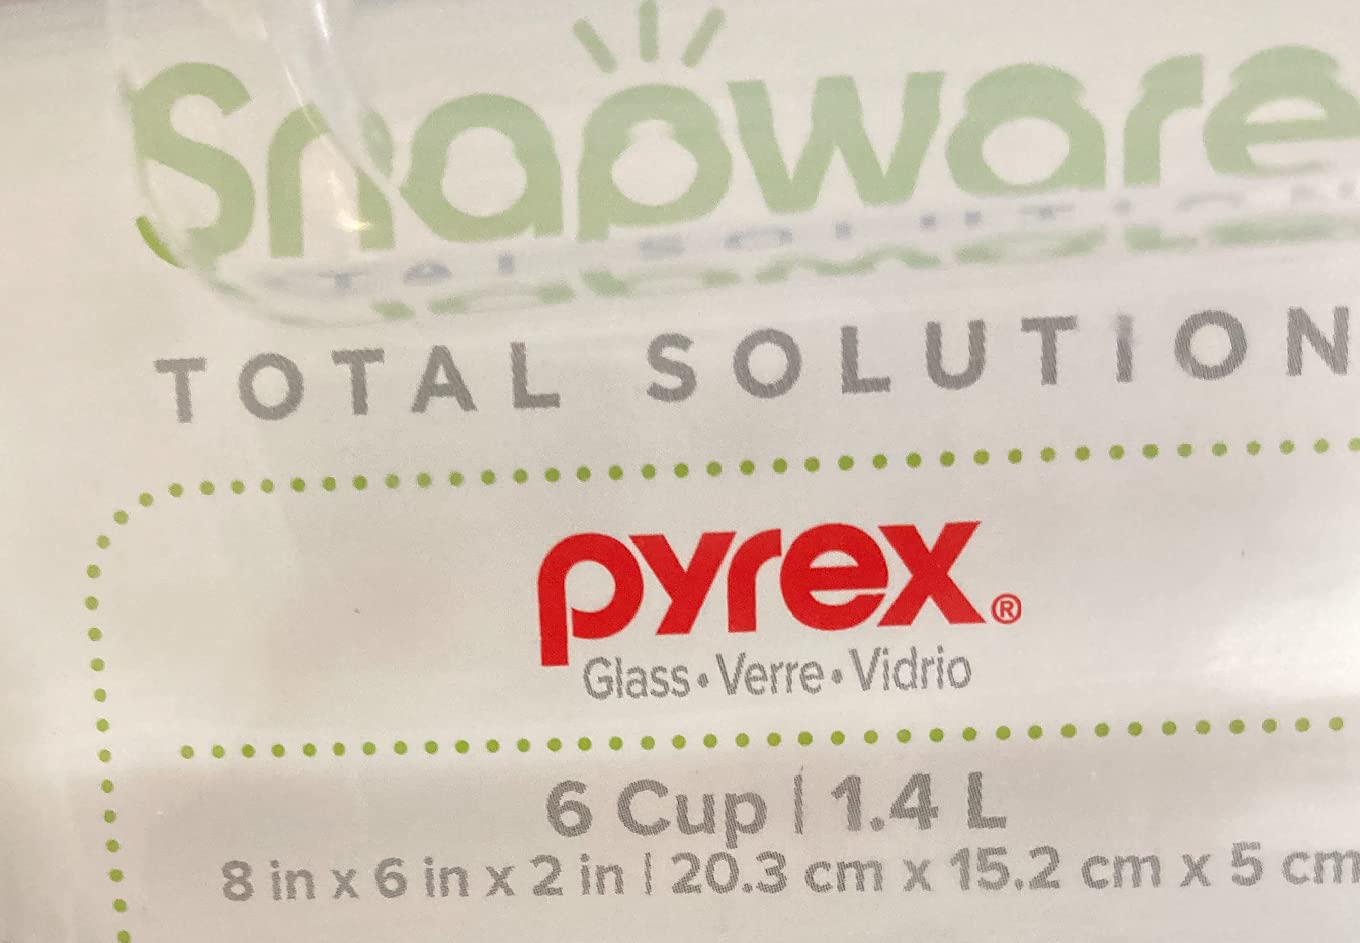 Snapware
TOTAL SOLUTION
pyrex®
Glass•Verre•Vidrio
6 Cup | 1.4 L
8 in x 6 in x 2 in | 20.3 cm x 15.2 cm x 5 cm